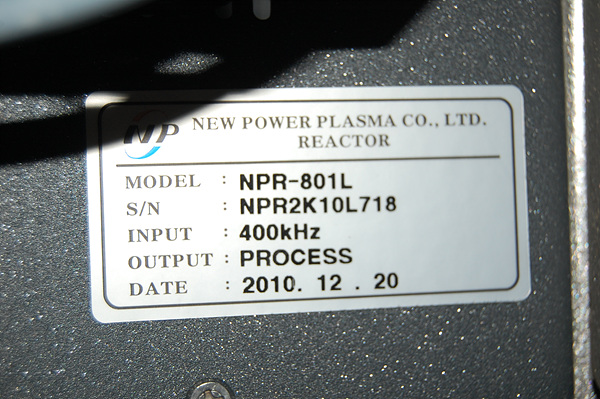 NP NEW POWER PLASMA CO., LTD.
REACTOR
MODEL : NPR-801L
S/N : NPR2K10L718
INPUT : 400kHz
OUTPUT : PROCESS
DATE : 2010. 12 . 20